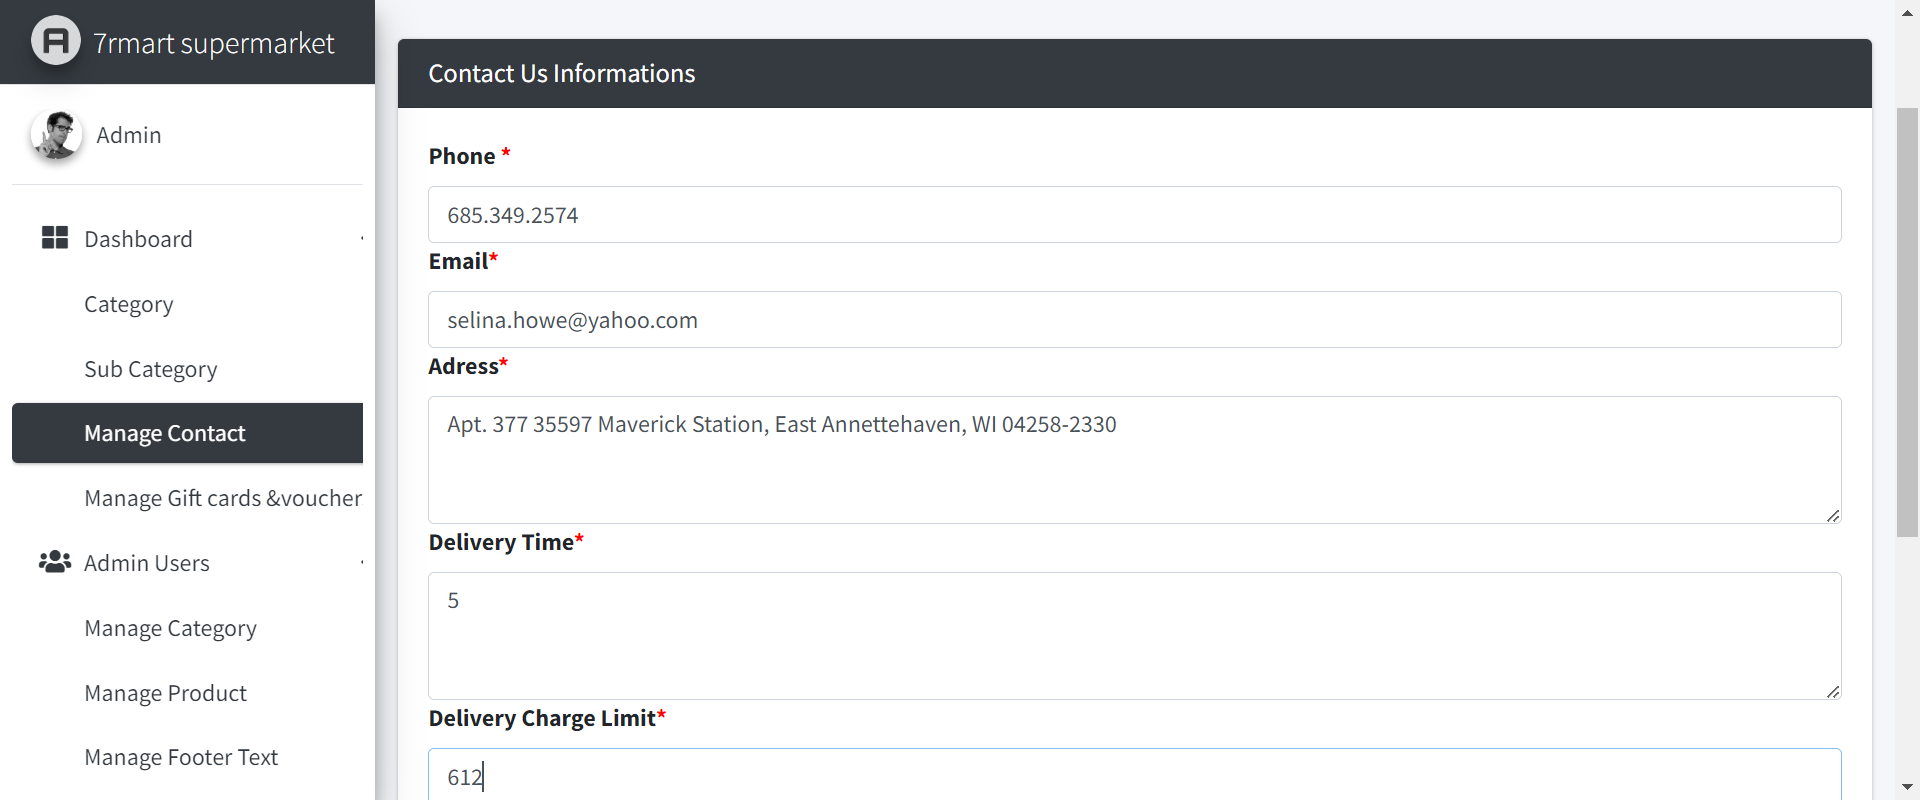 7rmart supermarket
Admin
Dashboard
Category
Sub Category
Manage Contact
Manage Gift cards &voucher
Admin Users
Manage Category
Manage Product
Manage Footer Text
Contact Us Informations
Phone *
685.349.2574
Email*
selina.howe@yahoo.com
Adress*
Apt. 377 35597 Maverick Station, East Annettehaven, WI 04258-2330
Delivery Time*
5
Delivery Charge Limit*
612